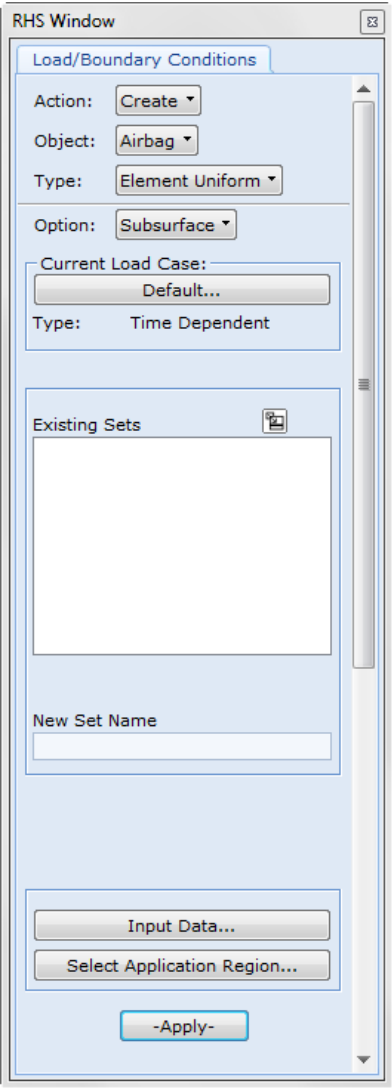 RHS Window
Load/Boundary Conditions
Action: Create
Object: Airbag
Type: Element Uniform
Option: Subsurface
Current Load Case:
Default...
Type: Time Dependent
Existing Sets
New Set Name
Input Data...
Select Application Region...
-Apply-